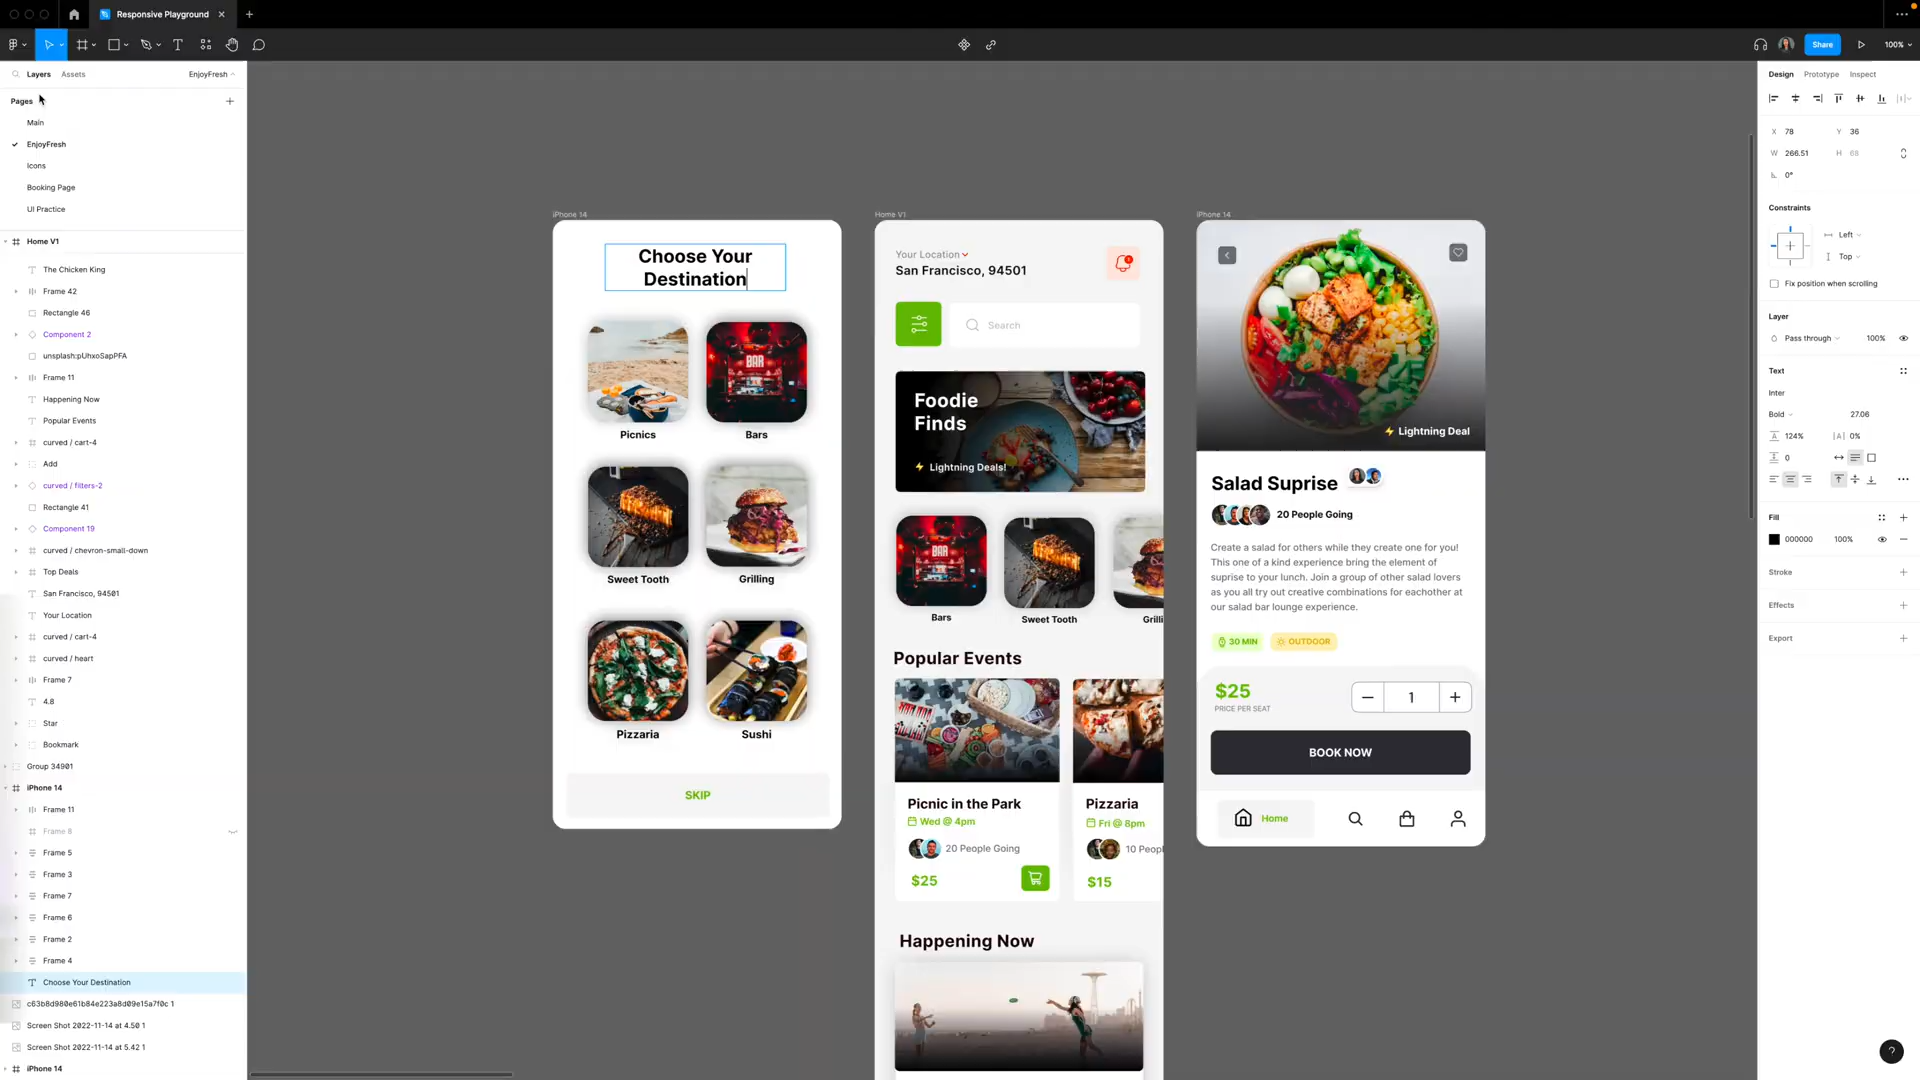 Responsive Playground
Share
100%
Layers
Assets
EnjoyFresh
Pages
Main
EnjoyFresh
Icons
Booking Page
UI Practice
Home V1
The Chicken King
Frame 42
Rectangle 46
Component 2
unsplash:pUhxoSapPFA
Frame 11
Happening Now
Popular Events
curved / cart-4
Add
curved / filters-2
Rectangle 41
Component 19
curved / chevron-small-down
Top Deals
San Francisco, 94501
Your Location
curved / cart-4
curved / heart
Frame 7
4.8
Star
Bookmark
Group 34901
iPhone 14
Frame 11
Frame 8
Frame 5
Frame 3
Frame 7
Frame 6
Frame 2
Frame 4
Choose Your Destination
c63b8d980e61b84e223a8d09e15a7f0c 1
Screen Shot 2022-11-14 at 4.50 1
Screen Shot 2022-11-14 at 5.42 1
iPhone 14
iPhone 14
Choose Your
Destination
Picnics
Bars
Sweet Tooth
Grilling
Pizzaria
Sushi
SKIP
Home V1
Your Location
San Francisco, 94501
Search
Foodie
Finds
Lightning Deals!
BAR
Bars
Sweet Tooth
Grilli
Popular Events
Picnic in the Park
Wed @ 4pm
20 People Going
$25
Pizzaria
Fri @ 8pm
10 Peopl
$15
Happening Now
iPhone 14
Lightning Deal
Salad Suprise
20 People Going
Create a salad for others while they create one for you!
This one of a kind experience bring the element of
suprise to your lunch. Join a group of other salad lovers
as you all try out creative combinations for eachother at
our salad bar lounge experience.
30 MIN
OUTDOOR
$25
PRICE PER SEAT
1
BOOK NOW
Home
Design
Prototype
Inspect
X 78
Y 36
W 266.51
H 68
0°
Constraints
Left
Top
Fix position when scrolling
Layer
Pass through
100%
Text
Inter
Bold
27.06
124%
|A| 0%
0
Fill
000000
100%
Stroke
Effects
Export
?